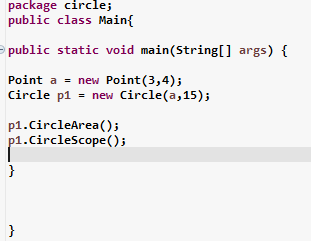 package circle;
public class Main{
public static void main(String[] args) {
Point a = new Point(3,4);
Circle p1 = new Circle(a,15);
p1.CircleArea();
p1.CircleScope();
}
}